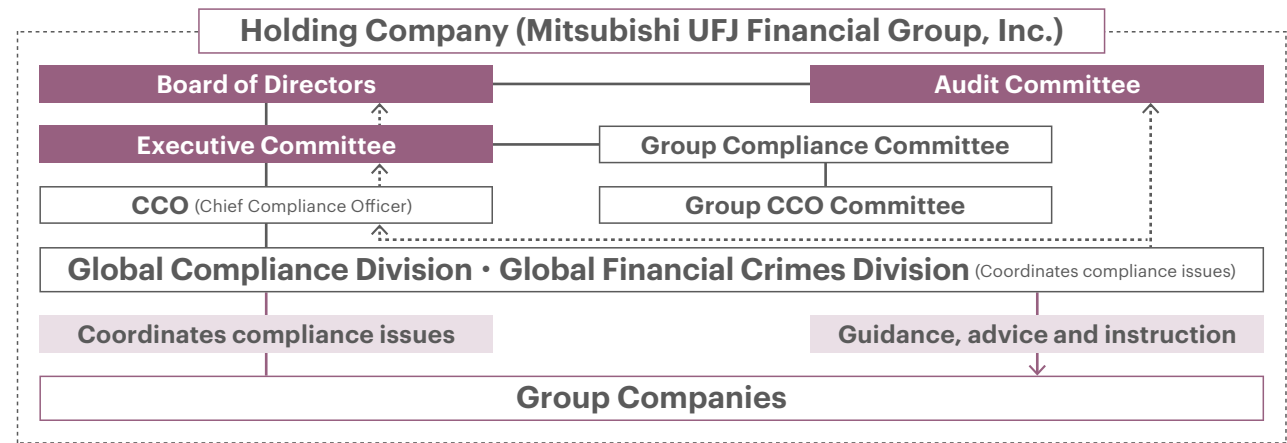 Holding Company (Mitsubishi UFJ Financial Group, Inc.)
Board of Directors
Audit Committee
Executive Committee
Group Compliance Committee
CCO (Chief Compliance Officer)
Group CCO Committee
Global Compliance Division・Global Financial Crimes Division (Coordinates compliance issues)
Coordinates compliance issues
Guidance, advice and instruction
Group Companies